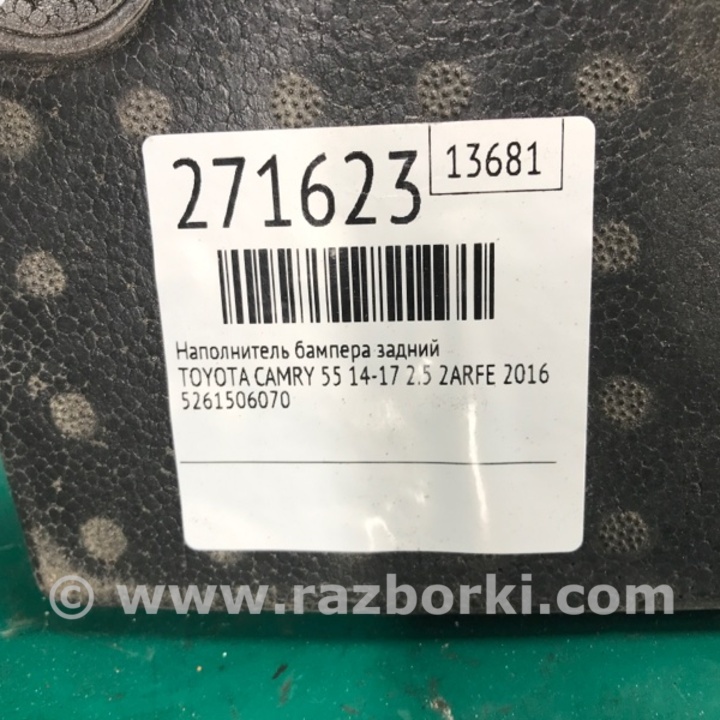 271623
13681
Наполнитель бампера задний
TOYOTA CAMRY 55 14-17 2.5 2ARFE 2016
5261506070
© www.razborki.com